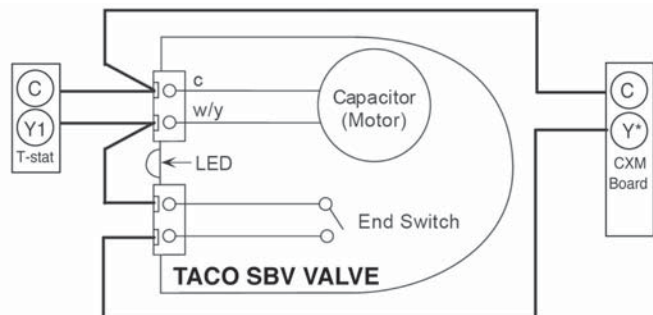 C
Y1
T-stat
c
w/y
LED
Capacitor
(Motor)
End Switch
TACO SBV VALVE
C
Y*
CXM
Board